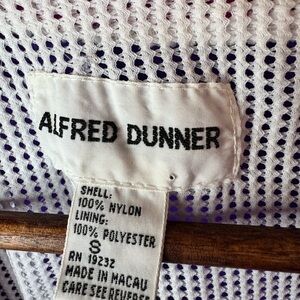 ALFRED DUNNER
SHELL:
100% NYLON
LINING:
100% POLYESTER
S
RN 19232
MADE IN MACAU
CARE SEE REVERSE